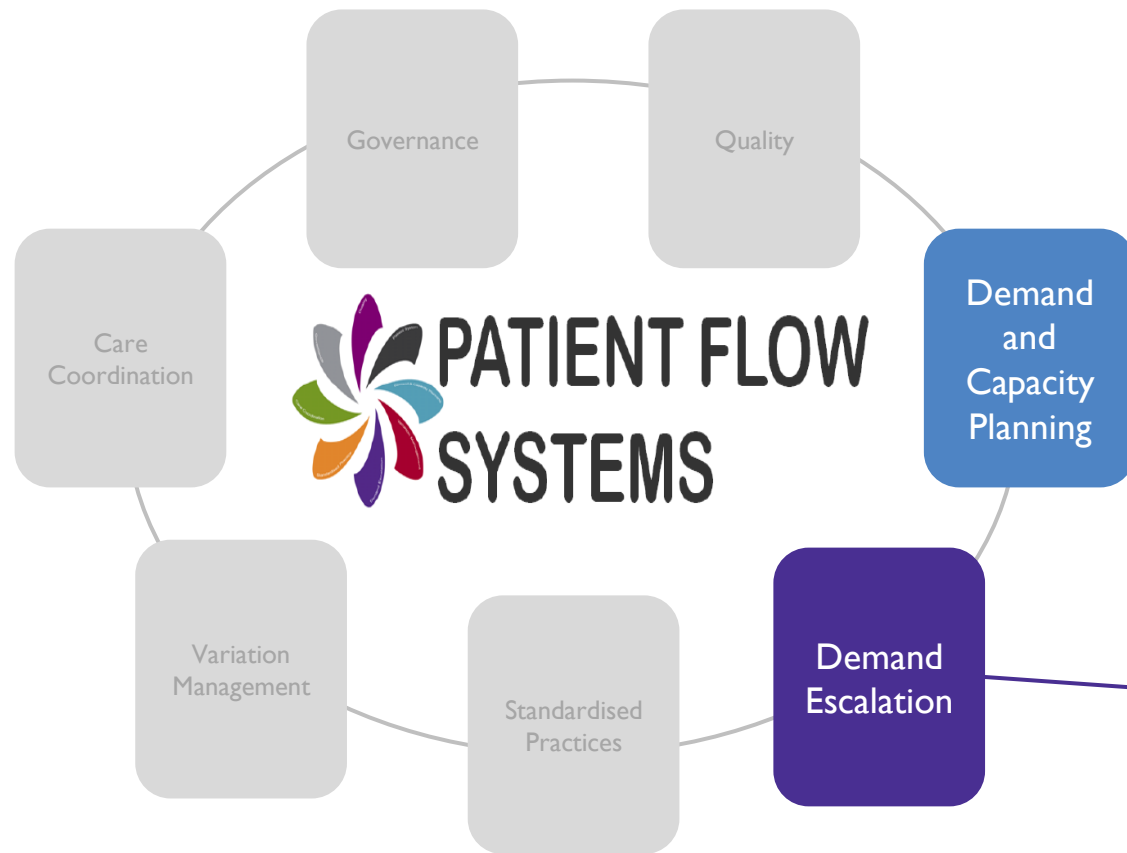 Governance
Quality
Care
Coordination
PATIENT FLOW
SYSTEMS
Demand
and
Capacity
Planning
Variation
Management
Standardised
Practices
Demand
Escalation